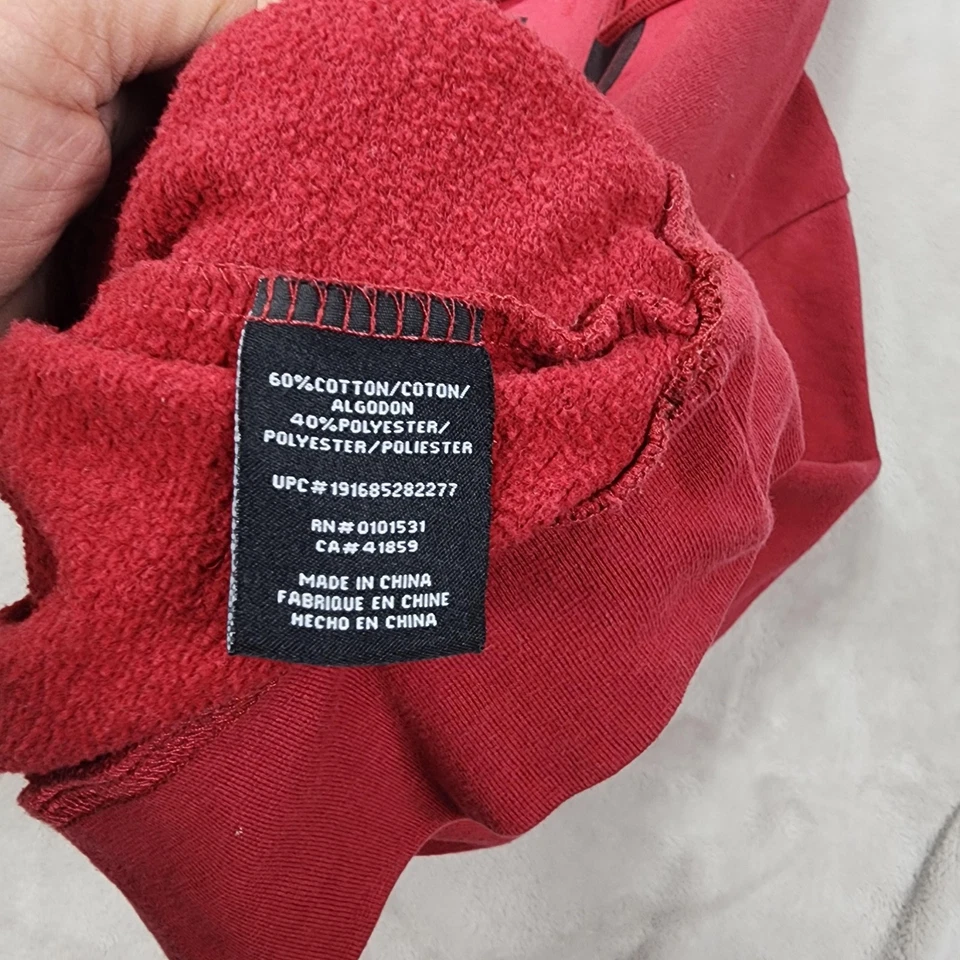 60%COTTON/COTON/
ALGODON
40%POLYESTER/
POLYESTER/POLIESTER
UPC#191685282277
RN#0101531
CA#41859
MADE IN CHINA
FABRIQUE EN CHINE
HECHO EN CHINA